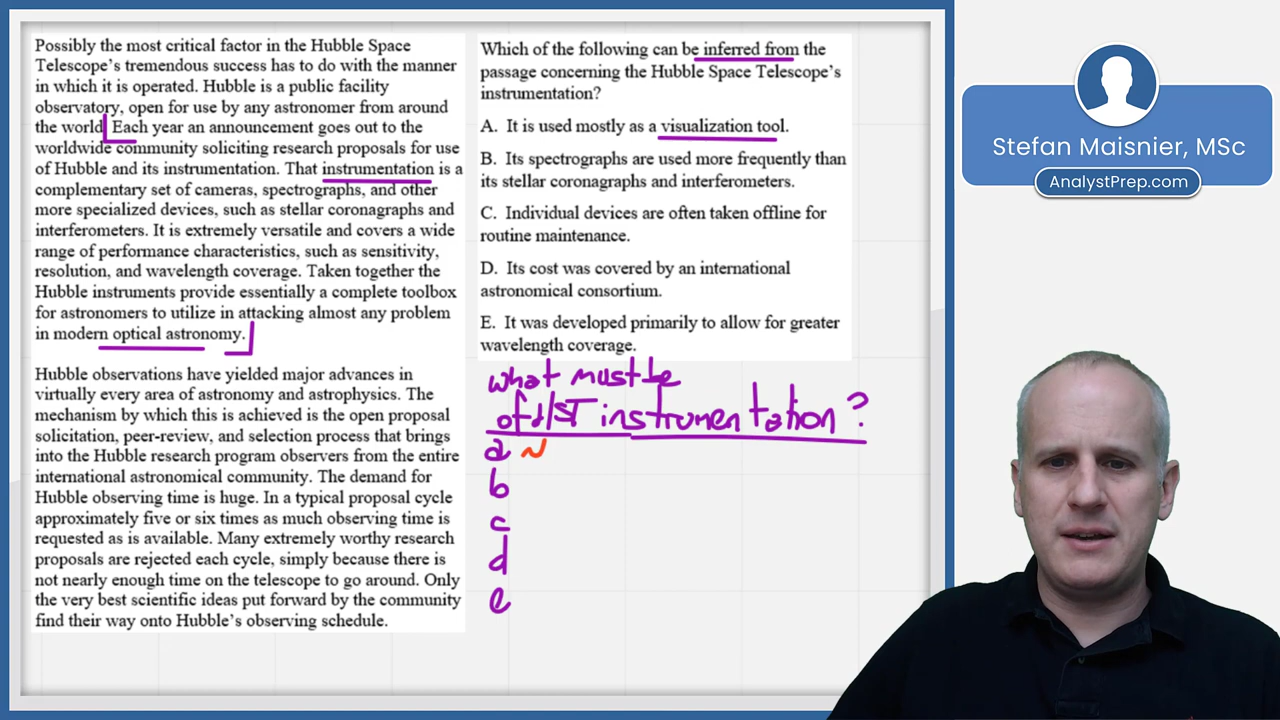 Possibly the most critical factor in the Hubble Space
Telescope's tremendous success has to do with the manner
in which it is operated. Hubble is a public facility
observatory, open for use by any astronomer from around
the world. Each year an announcement goes out to the
worldwide community soliciting research proposals for use
of Hubble and its instrumentation. That instrumentation is a
complementary set of cameras, spectrographs, and other
more specialized devices, such as stellar coronagraphs and
interferometers. It is extremely versatile and covers a wide
range of performance characteristics, such as sensitivity,
resolution, and wavelength coverage. Taken together the
Hubble instruments provide essentially a complete toolbox
for astronomers to utilize in attacking almost any problem
in modern optical astronomy.
Hubble observations have yielded major advances in
virtually every area of astronomy and astrophysics. The
mechanism by which this is achieved is the open proposal
solicitation, peer-review, and selection process that brings
into the Hubble research program observers from the entire
international astronomical community. The demand for
Hubble observing time is huge. In a typical proposal cycle
approximately five or six times as much observing time is
requested as is available. Many extremely worthy research
proposals are rejected each cycle, simply because there is
not nearly enough time on the telescope to go around. Only
the very best scientific ideas put forward by the community
find their way onto Hubble's observing schedule.
Which of the following can be inferred from the
passage concerning the Hubble Space Telescope's
instrumentation?
A. It is used mostly as a visualization tool.
B. Its spectrographs are used more frequently than
its stellar coronagraphs and interferometers.
C. Individual devices are often taken offline for
routine maintenance.
D. Its cost was covered by an international
astronomical consortium.
E. It was developed primarily to allow for greater
wavelength coverage.
what must be
of HST instrumentation?
a ~
b
c
d
e
Stefan Maisnier, MSc
AnalystPrep.com